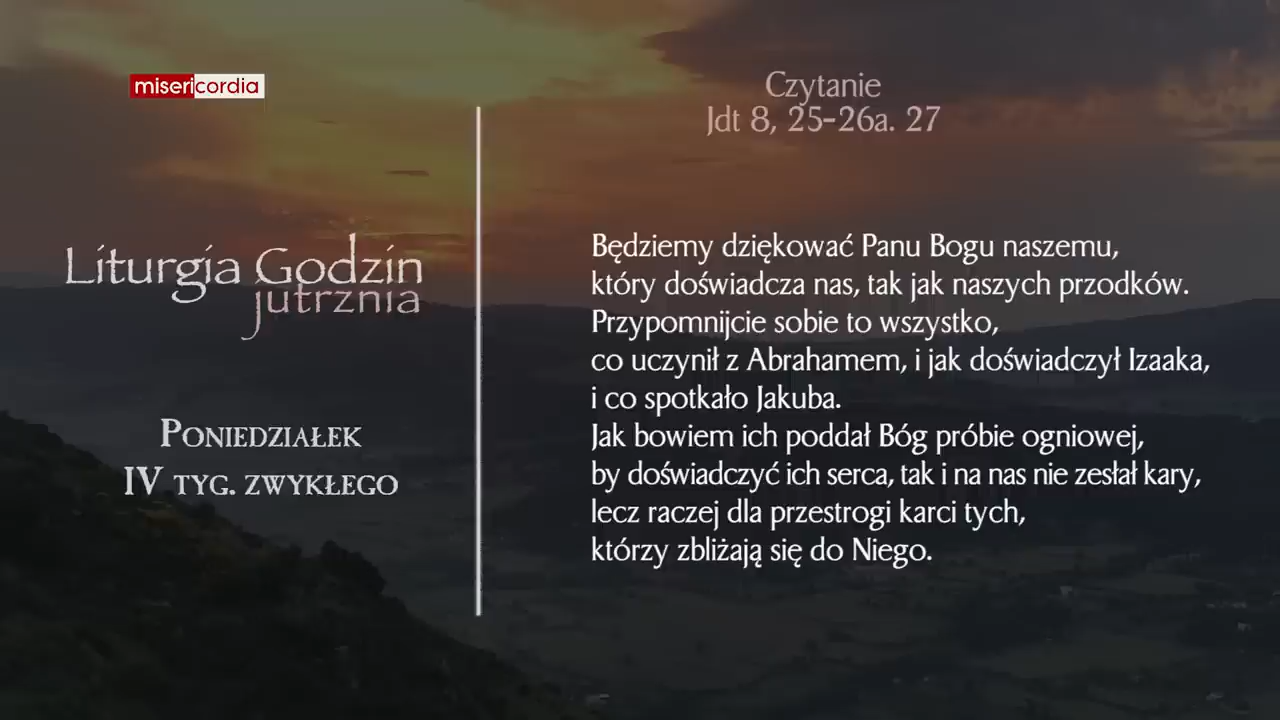 misericordia
Liturgia Godzin
jutrznia
Poniedziałek
IV tyg. zwykłego
Czytanie
Jdt 8, 25-26a. 27
Będziemy dziękować Panu Bogu naszemu,
który doświadcza nas, tak jak naszych przodków.
Przypomnijcie sobie to wszystko,
co uczynił z Abrahamem, i jak doświadczył Izaaka,
i co spotkało Jakuba.
Jak bowiem ich poddał Bóg próbie ogniowej,
by doświadczyć ich serca, tak i na nas nie zesłał kary,
lecz raczej dla przestrogi karci tych,
którzy zbliżają się do Niego.